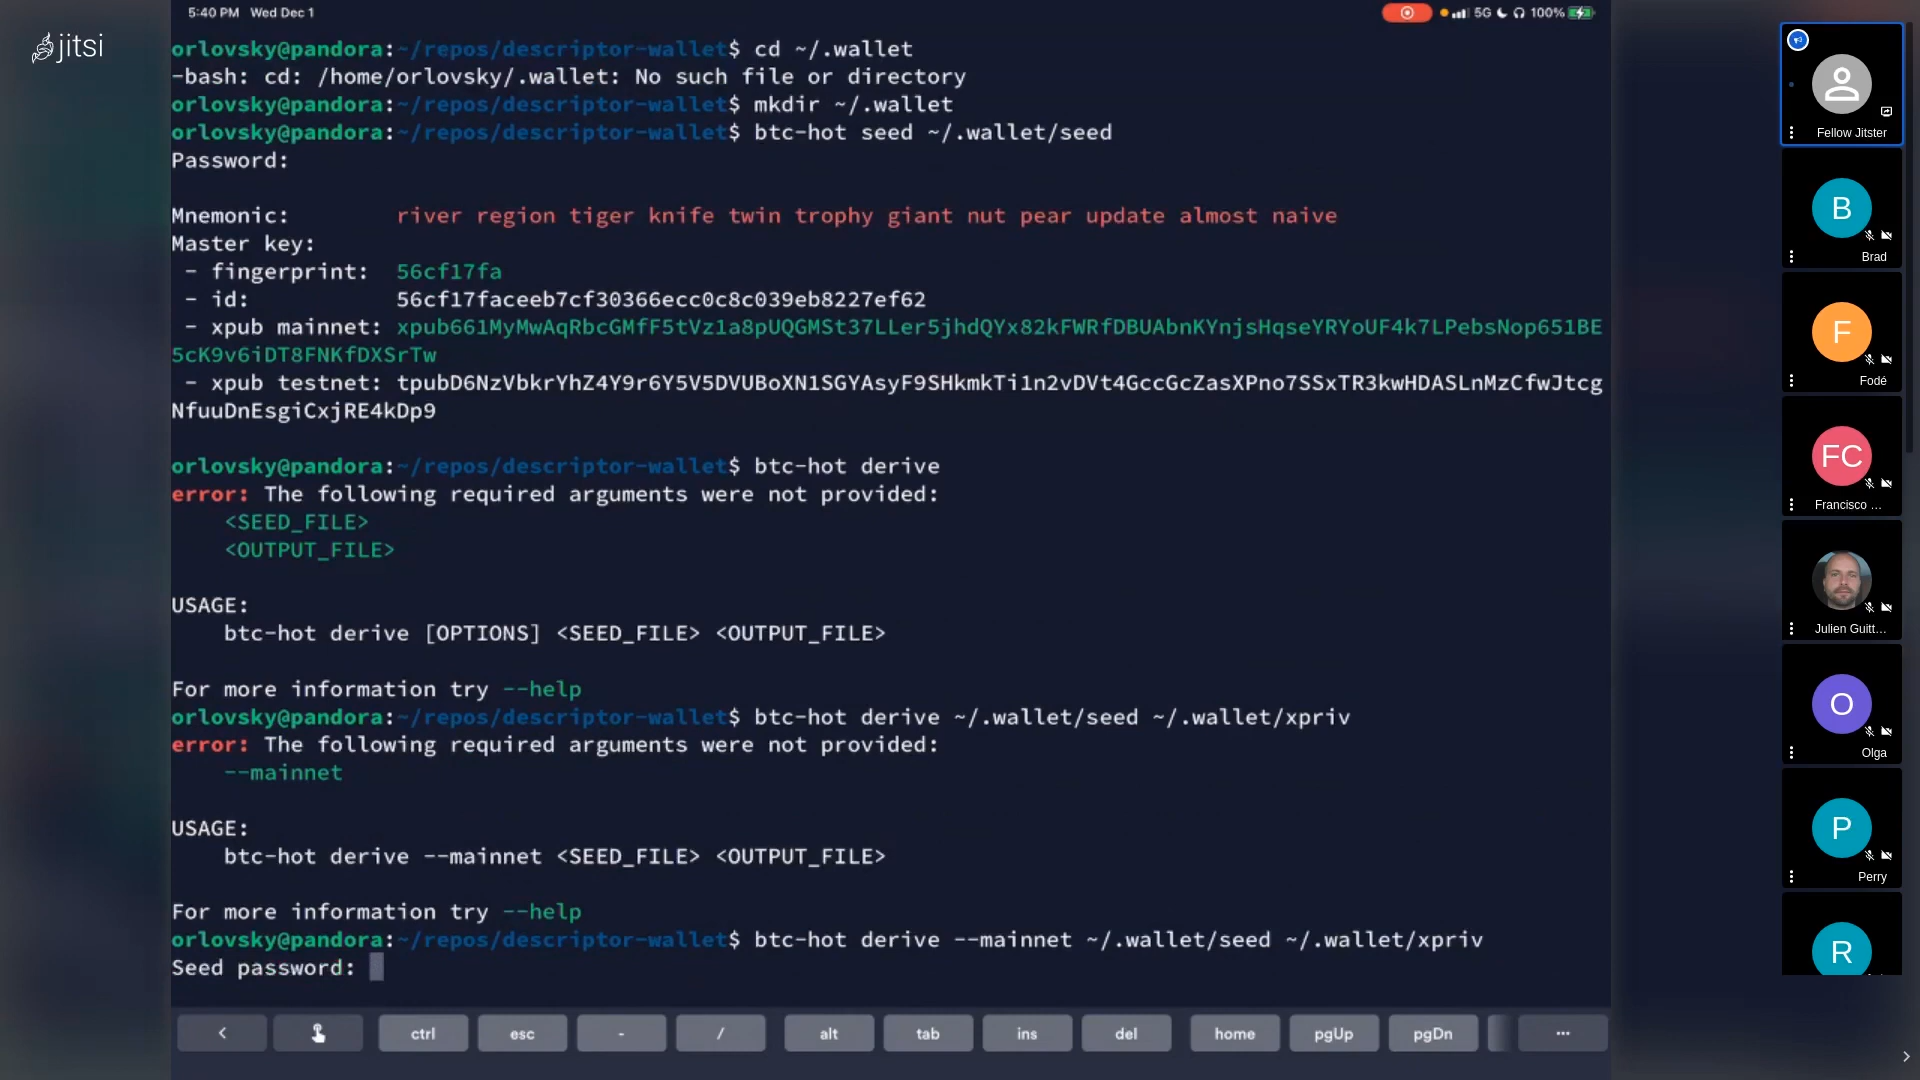 5:40 PM Wed Dec 1
5G 100%
jitsi
orlovsky@pandora:~/repos/descriptor-wallet$ cd ~/.wallet
-bash: cd: /home/orlovsky/.wallet: No such file or directory
orlovsky@pandora:~/repos/descriptor-wallet$ mkdir ~/.wallet
orlovsky@pandora:~/repos/descriptor-wallet$ btc-hot seed ~/.wallet/seed
Password:
Mnemonic: river region tiger knife twin trophy giant nut pear update almost naive
Master key:
- fingerprint: 56cf17fa
- id: 56cf17faceeb7cf30366ecc0c8c039eb8227ef62
- xpub mainnet: xpub661MyMwAqRbcGMfF5tVz1a8pUQGMSt37LLer5jhdQYx82kFWRfDBUAbnKYnjsHqseYRYoUF4k7LPebsNop651BE
5cK9v6iDT8FNKfDXSrTw
- xpub testnet: tpubD6NzVbkrYhZ4Y9r6Y5V5DVUBoXN1SGYAsyF9SHkmkTi1n2vDVt4GccGcZasXPno7SSxTR3kwHDASLnMzCfwJtcg
NfuuDnEsgiCxjRE4kDp9
orlovsky@pandora:~/repos/descriptor-wallet$ btc-hot derive
error: The following required arguments were not provided:
<SEED_FILE>
<OUTPUT_FILE>
USAGE:
btc-hot derive [OPTIONS] <SEED_FILE> <OUTPUT_FILE>
For more information try --help
orlovsky@pandora:~/repos/descriptor-wallet$ btc-hot derive ~/.wallet/seed ~/.wallet/xpriv
error: The following required arguments were not provided:
--mainnet
USAGE:
btc-hot derive --mainnet <SEED_FILE> <OUTPUT_FILE>
For more information try --help
orlovsky@pandora:~/repos/descriptor-wallet$ btc-hot derive --mainnet ~/.wallet/seed ~/.wallet/xpriv
Seed password:
< ctrl esc - / alt tab ins del home pgUp pgDn ...
Fellow Jitster
B
Brad
F
Fodé
FC
Francisco ...
Julien Guitt...
O
Olga
P
Perry
R